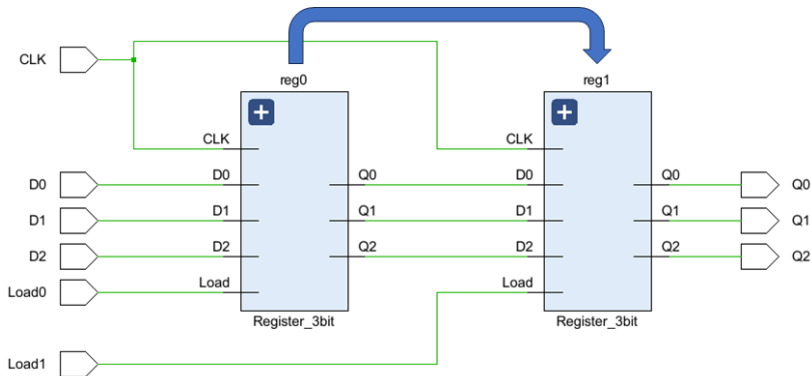 CLK
reg0
reg1
CLK
CLK
D0
D0
Q0
D0
Q0
Q0
D1
D1
Q1
D1
Q1
Q1
D2
D2
Q2
D2
Q2
Q2
Load0
Load
Load
Register_3bit
Register_3bit
Load1